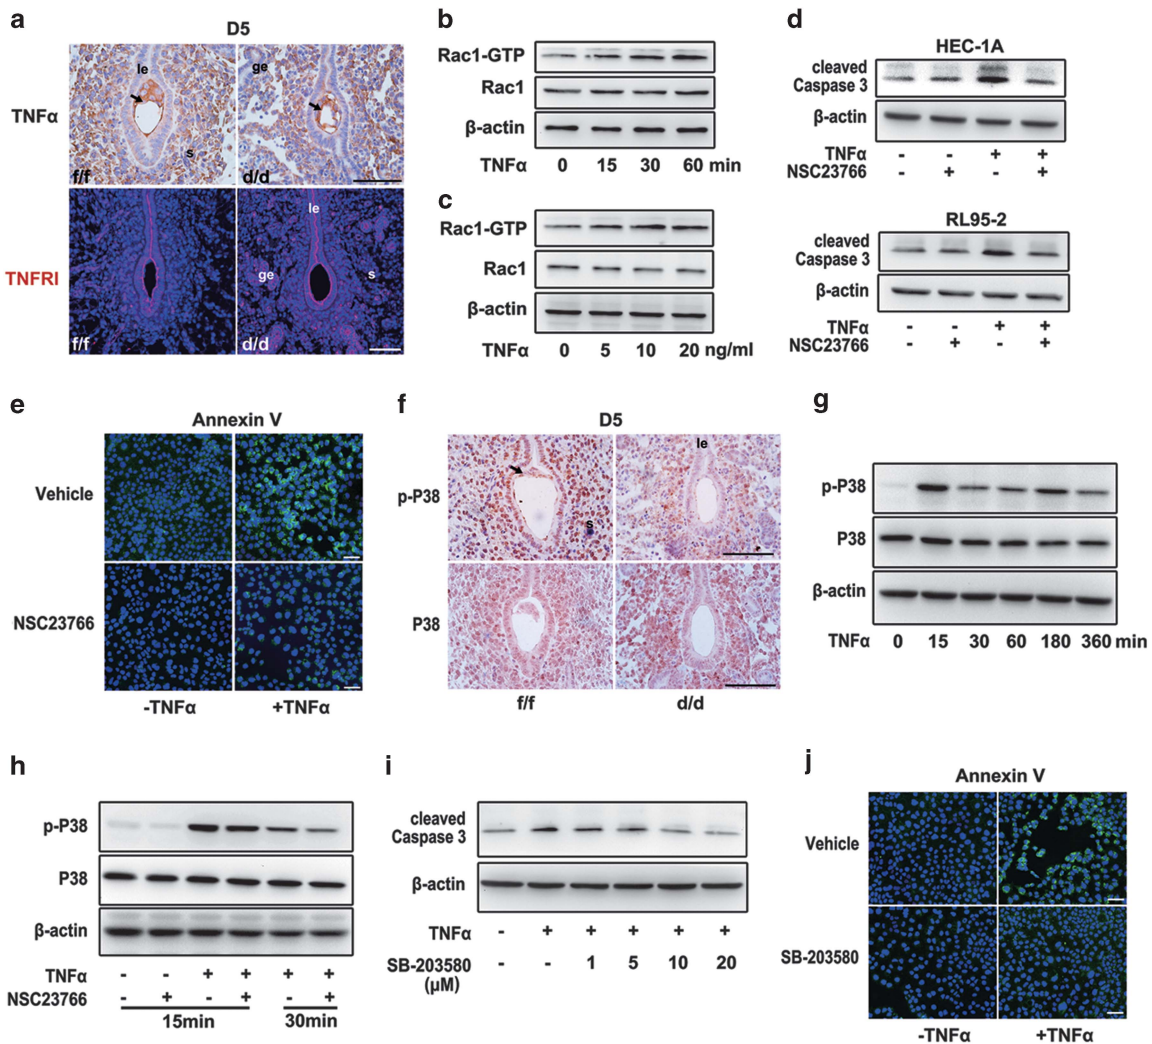 a
D5
TNFα
le
s
f/f
ge
d/d
TNFRI
f/f
le
ge
s
d/d
b
Rac1-GTP
Rac1
β-actin
TNFα 0 15 30 60 min
c
Rac1-GTP
Rac1
β-actin
TNFα 0 5 10 20 ng/ml
d
HEC-1A
cleaved
Caspase 3
β-actin
TNFα - - + +
NSC23766 - + - +
RL95-2
cleaved
Caspase 3
β-actin
TNFα - - + +
NSC23766 - + - +
e
Annexin V
Vehicle
NSC23766
-TNFα +TNFα
f
D5
p-P38
s
le
P38
f/f d/d
g
p-P38
P38
β-actin
TNFα 0 15 30 60 180 360 min
h
p-P38
P38
β-actin
TNFα - - + + + +
NSC23766 - + - + - +
15min 30min
i
cleaved
Caspase 3
β-actin
TNFα - + + + + +
SB-203580 - - 1 5 10 20
(μM)
j
Annexin V
Vehicle
SB-203580
-TNFα +TNFα